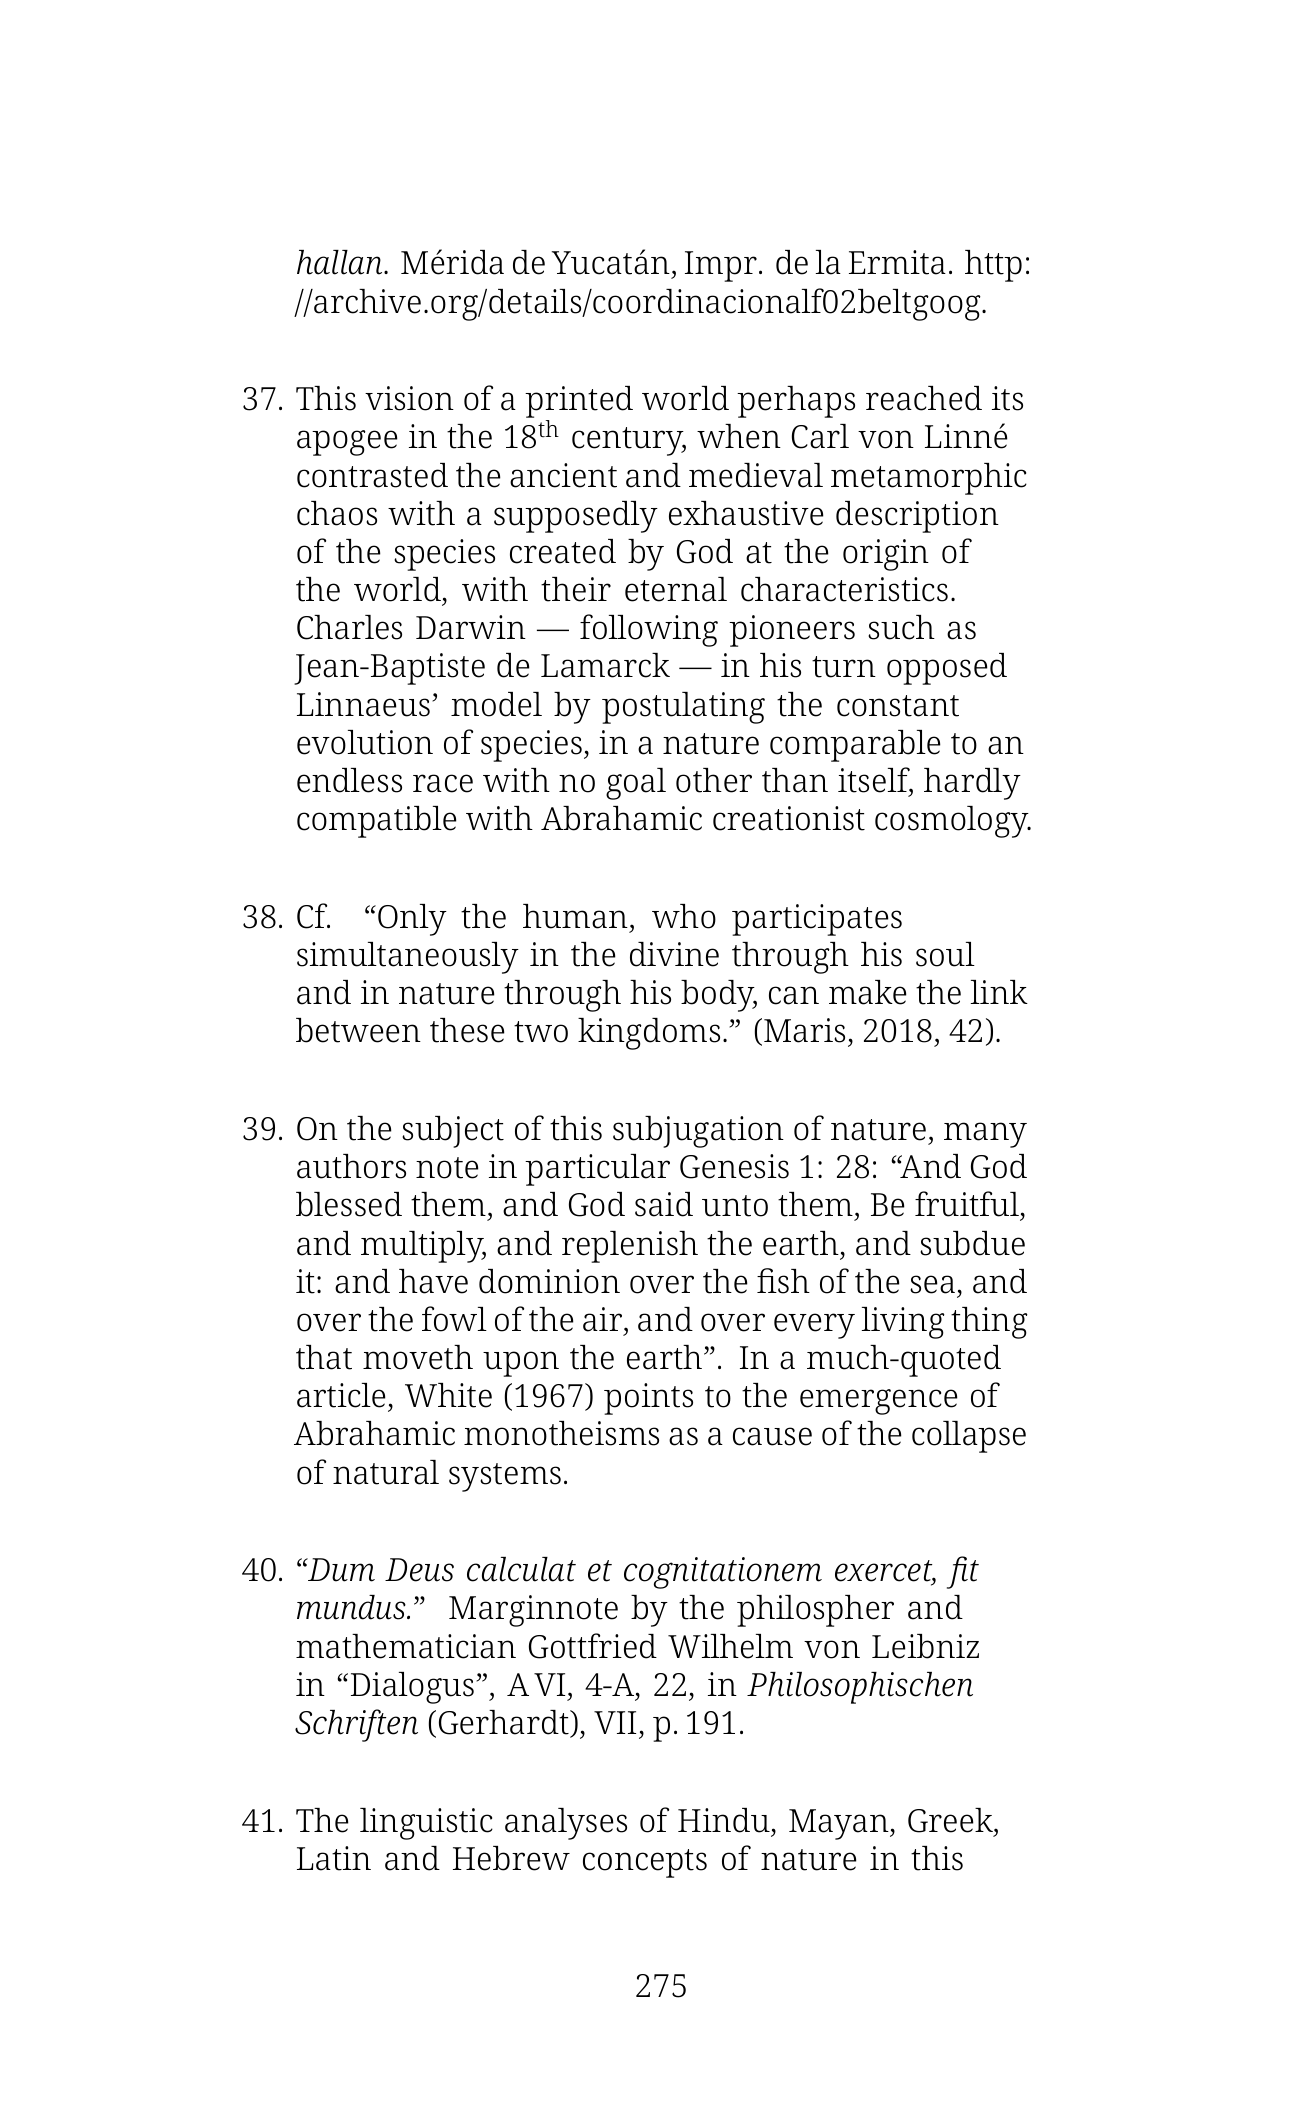 hallan. Mérida de Yucatán, Impr. de la Ermita. http:
//archive.org/details/coordinacionalf02beltgoog.
37. This vision of a printed world perhaps reached its
apogee in the 18th century, when Carl von Linné
contrasted the ancient and medieval metamorphic
chaos with a supposedly exhaustive description
of the species created by God at the origin of
the world, with their eternal characteristics.
Charles Darwin — following pioneers such as
Jean-Baptiste de Lamarck — in his turn opposed
Linnaeus’ model by postulating the constant
evolution of species, in a nature comparable to an
endless race with no goal other than itself, hardly
compatible with Abrahamic creationist cosmology.
38. Cf. “Only the human, who participates
simultaneously in the divine through his soul
and in nature through his body, can make the link
between these two kingdoms.” (Maris, 2018, 42).
39. On the subject of this subjugation of nature, many
authors note in particular Genesis 1: 28: “And God
blessed them, and God said unto them, Be fruitful,
and multiply, and replenish the earth, and subdue
it: and have dominion over the fish of the sea, and
over the fowl of the air, and over every living thing
that moveth upon the earth”. In a much-quoted
article, White (1967) points to the emergence of
Abrahamic monotheisms as a cause of the collapse
of natural systems.
40. “Dum Deus calculat et cognitationem exercet, fit
mundus.” Marginnote by the philospher and
mathematician Gottfried Wilhelm von Leibniz
in “Dialogus”, A VI, 4-A, 22, in Philosophischen
Schriften (Gerhardt), VII, p. 191.
41. The linguistic analyses of Hindu, Mayan, Greek,
Latin and Hebrew concepts of nature in this
275